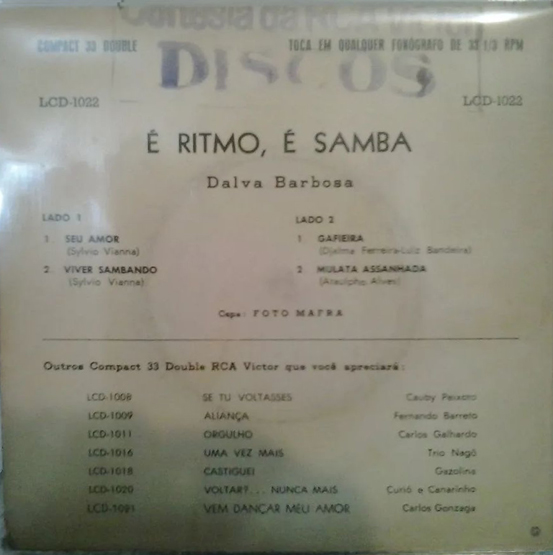 Cortesia da RCA Victor
COMPACT 33 DOUBLE TOCA EM QUALQUER FONÓGRAFO DE 33 1/3 RPM
DISCOS
LCD-1022 LCD-1022
É RITMO, É SAMBA
Dalva Barbosa
LADO 1 LADO 2
1. SEU AMOR 1. GAFIEIRA
(Sylvio Vianna) (Djalma Ferreira-Luiz Bandeira)
2. VIVER SAMBANDO 2. MULATA ASSANHADA
(Sylvio Vianna) (Ataulpho Alves)
Capa: FOTO MAFRA
Outros Compact 33 Double RCA Victor que você apreciará:
LCD-1008 SE TU VOLTASSES Cauby Peixoto
LCD-1009 ALIANÇA Fernando Barreto
LCD-1011 ORGULHO Carlos Galhardo
LCD-1016 UMA VEZ MAIS Trio Nagô
LCD-1018 CASTIGUEI Gazolina
LCD-1020 VOLTAR?... NUNCA MAIS Curió e Canarinho
LCD-1021 VEM DANÇAR MEU AMOR Carlos Gonzaga